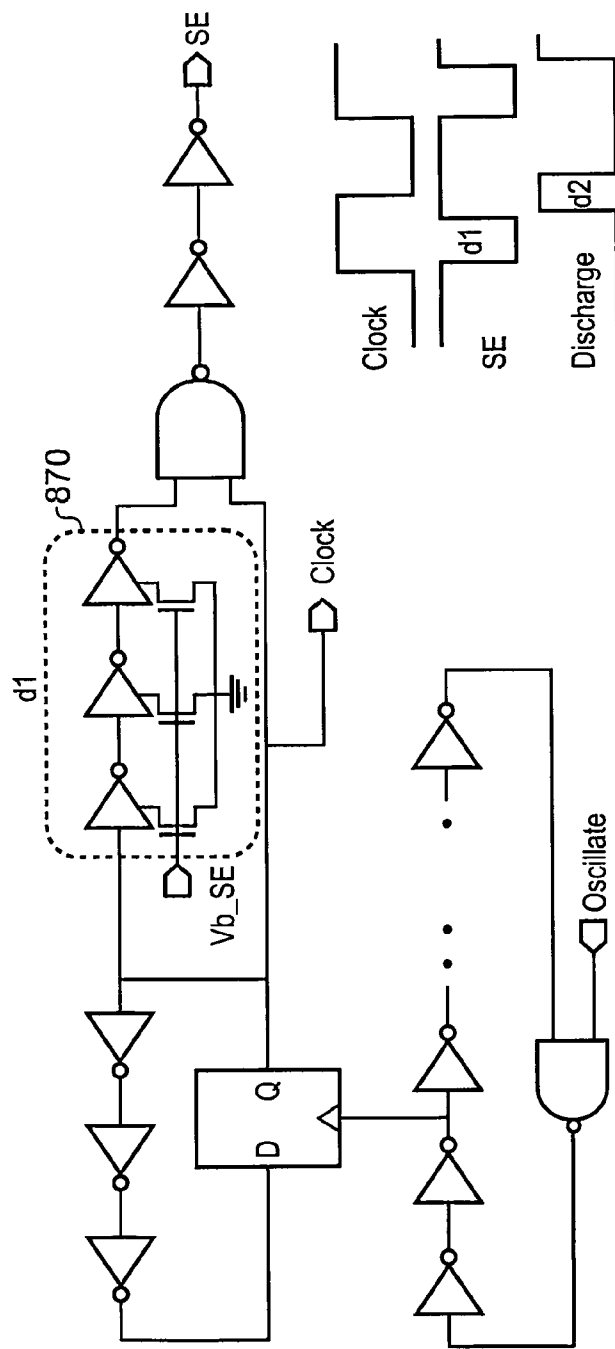 d1
870
SE
Vb_SE
D Q
Clock
Oscillate
Clock
SE
d1
Discharge
d2